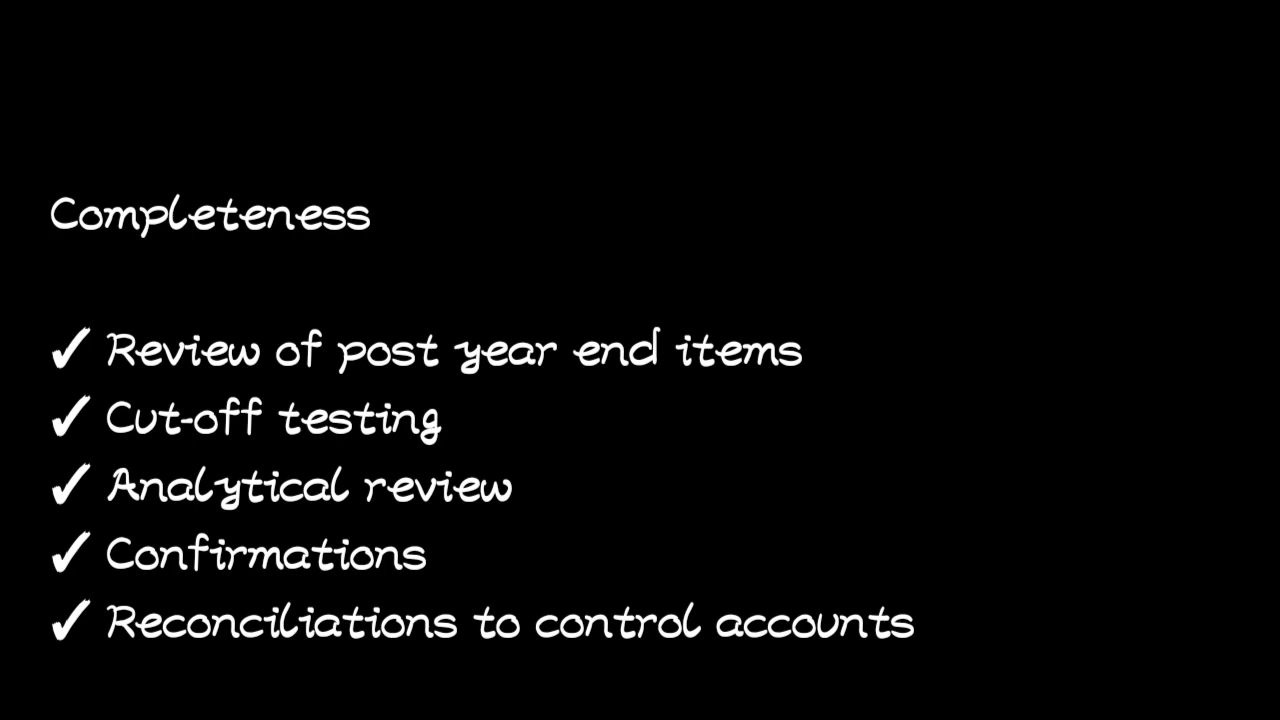 Completeness
✓ Review of post year end items
✓ Cut-off testing
✓ Analytical review
✓ Confirmations
✓ Reconciliations to control accounts